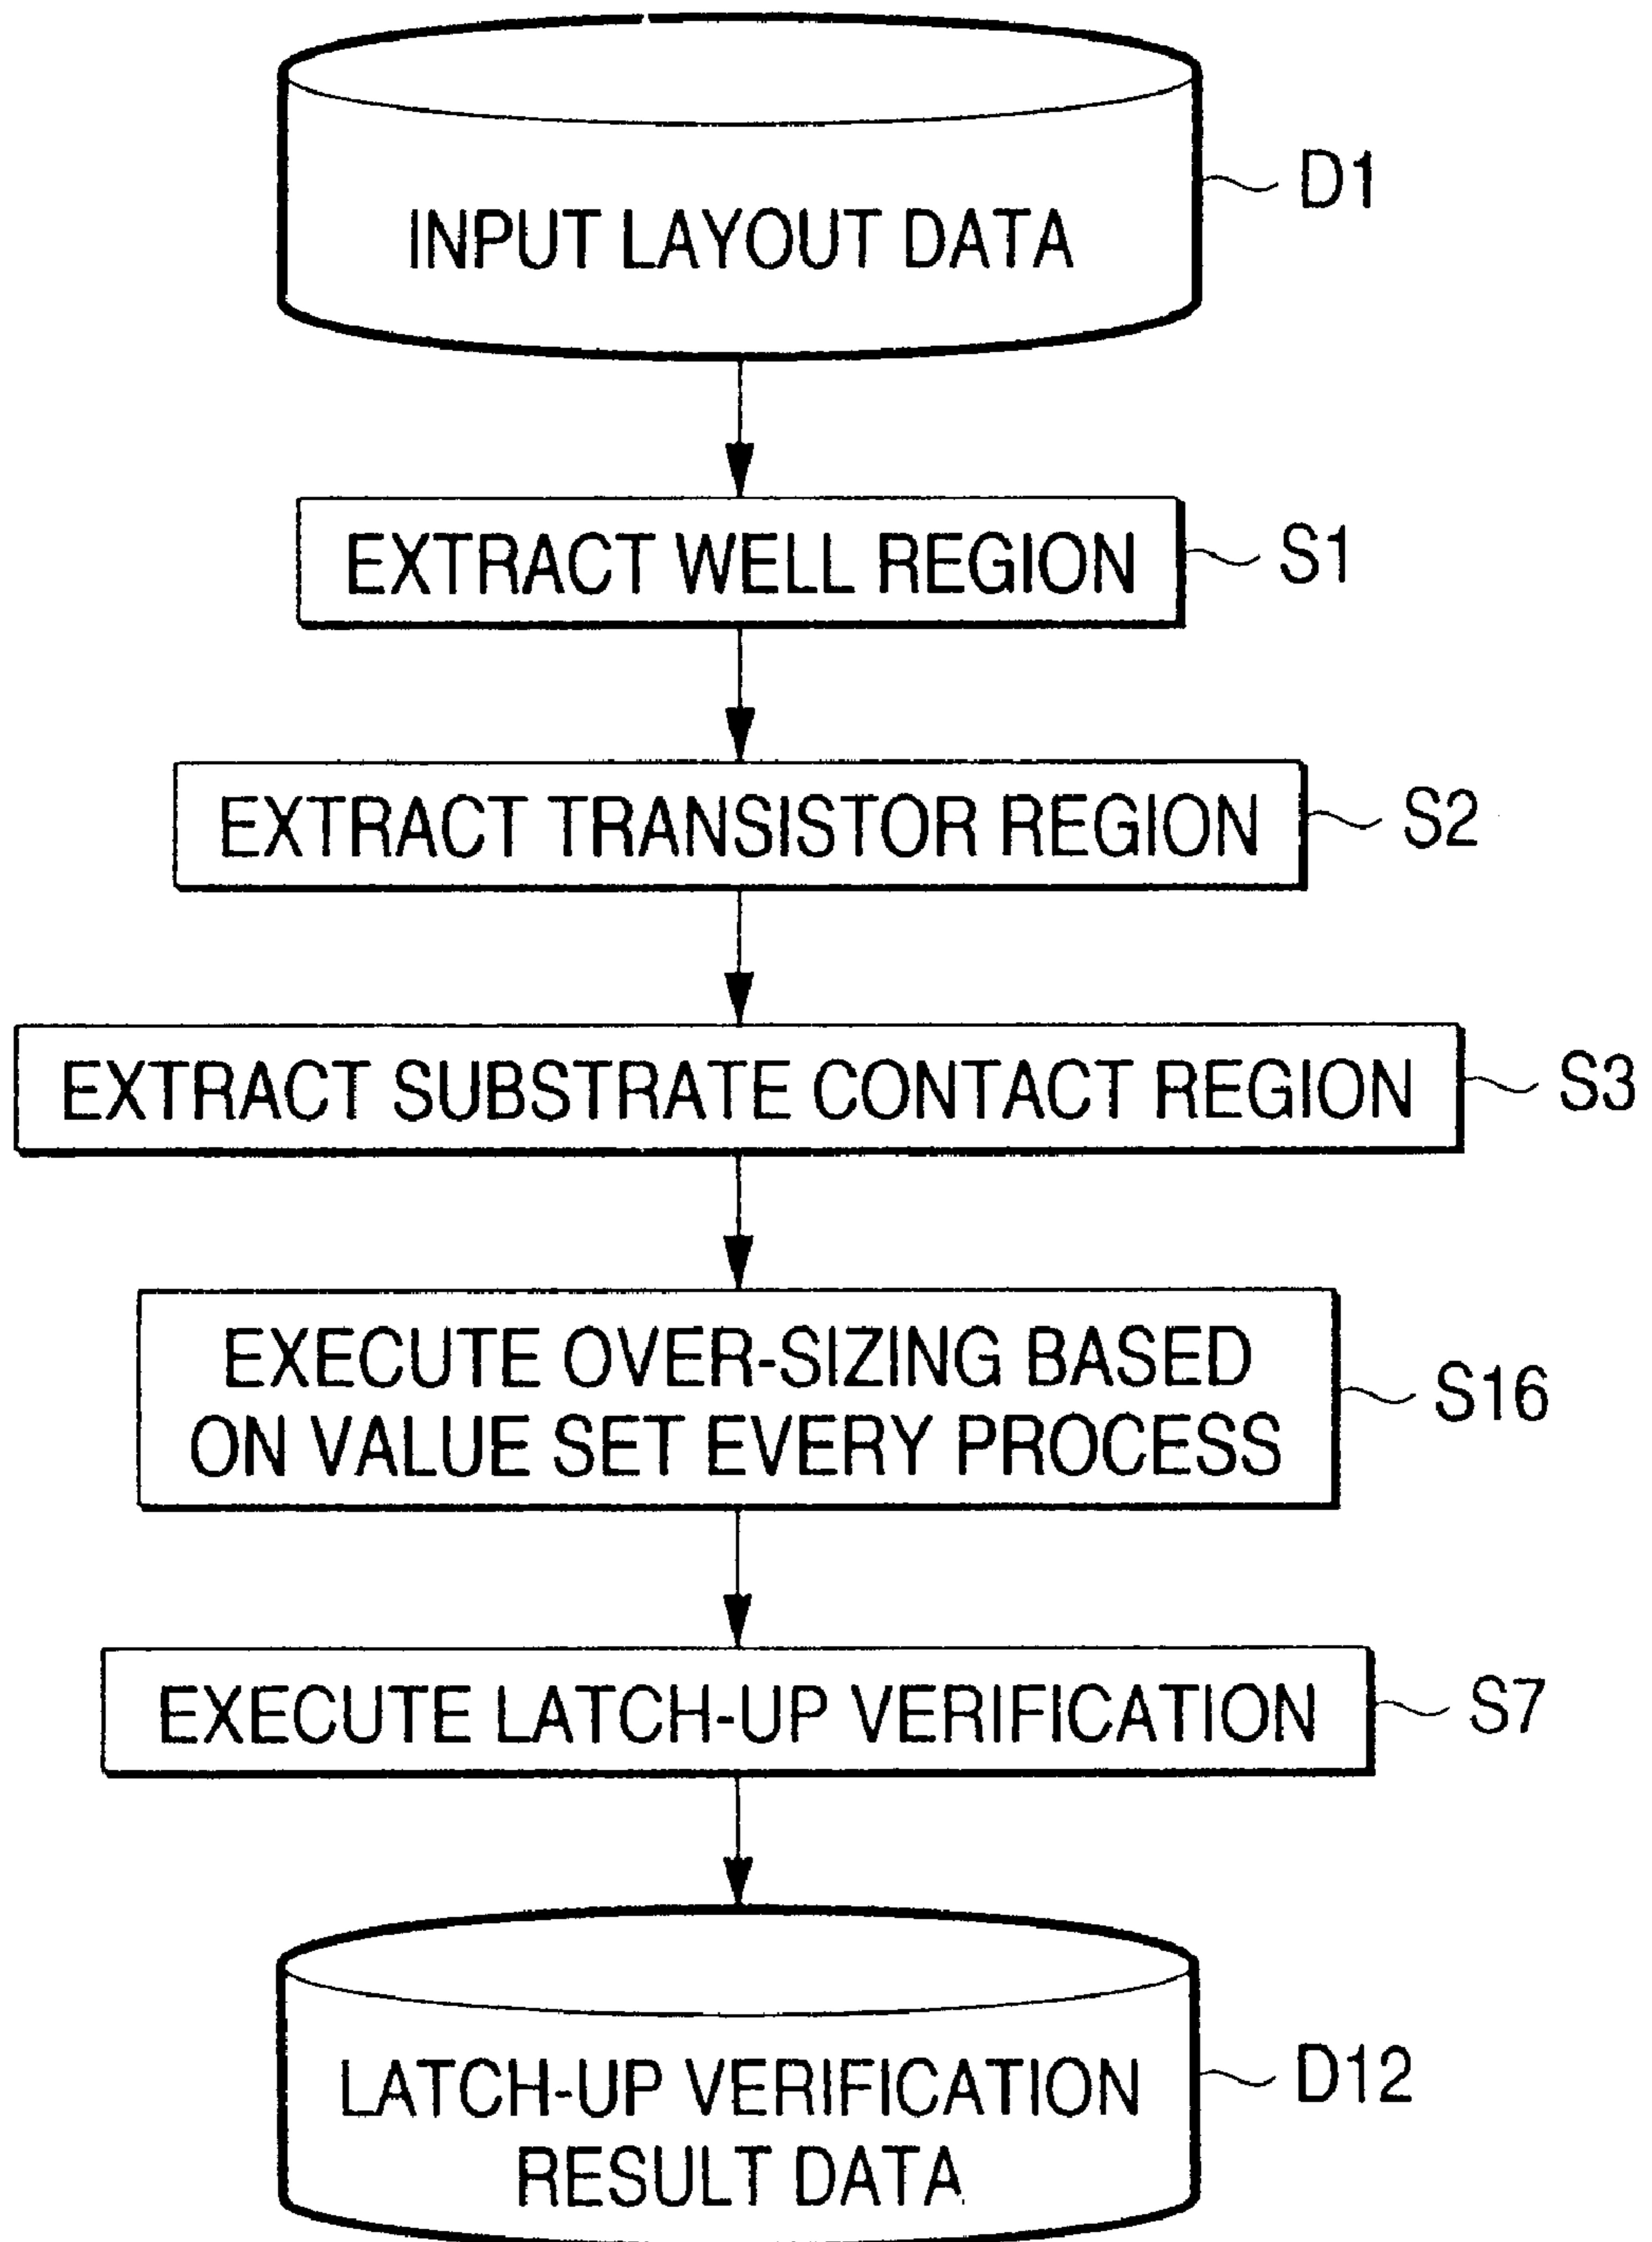 INPUT LAYOUT DATA
D1
EXTRACT WELL REGION
S1
EXTRACT TRANSISTOR REGION
S2
EXTRACT SUBSTRATE CONTACT REGION
S3
EXECUTE OVER-SIZING BASED
ON VALUE SET EVERY PROCESS
S16
EXECUTE LATCH-UP VERIFICATION
S7
LATCH-UP VERIFICATION
RESULT DATA
D12